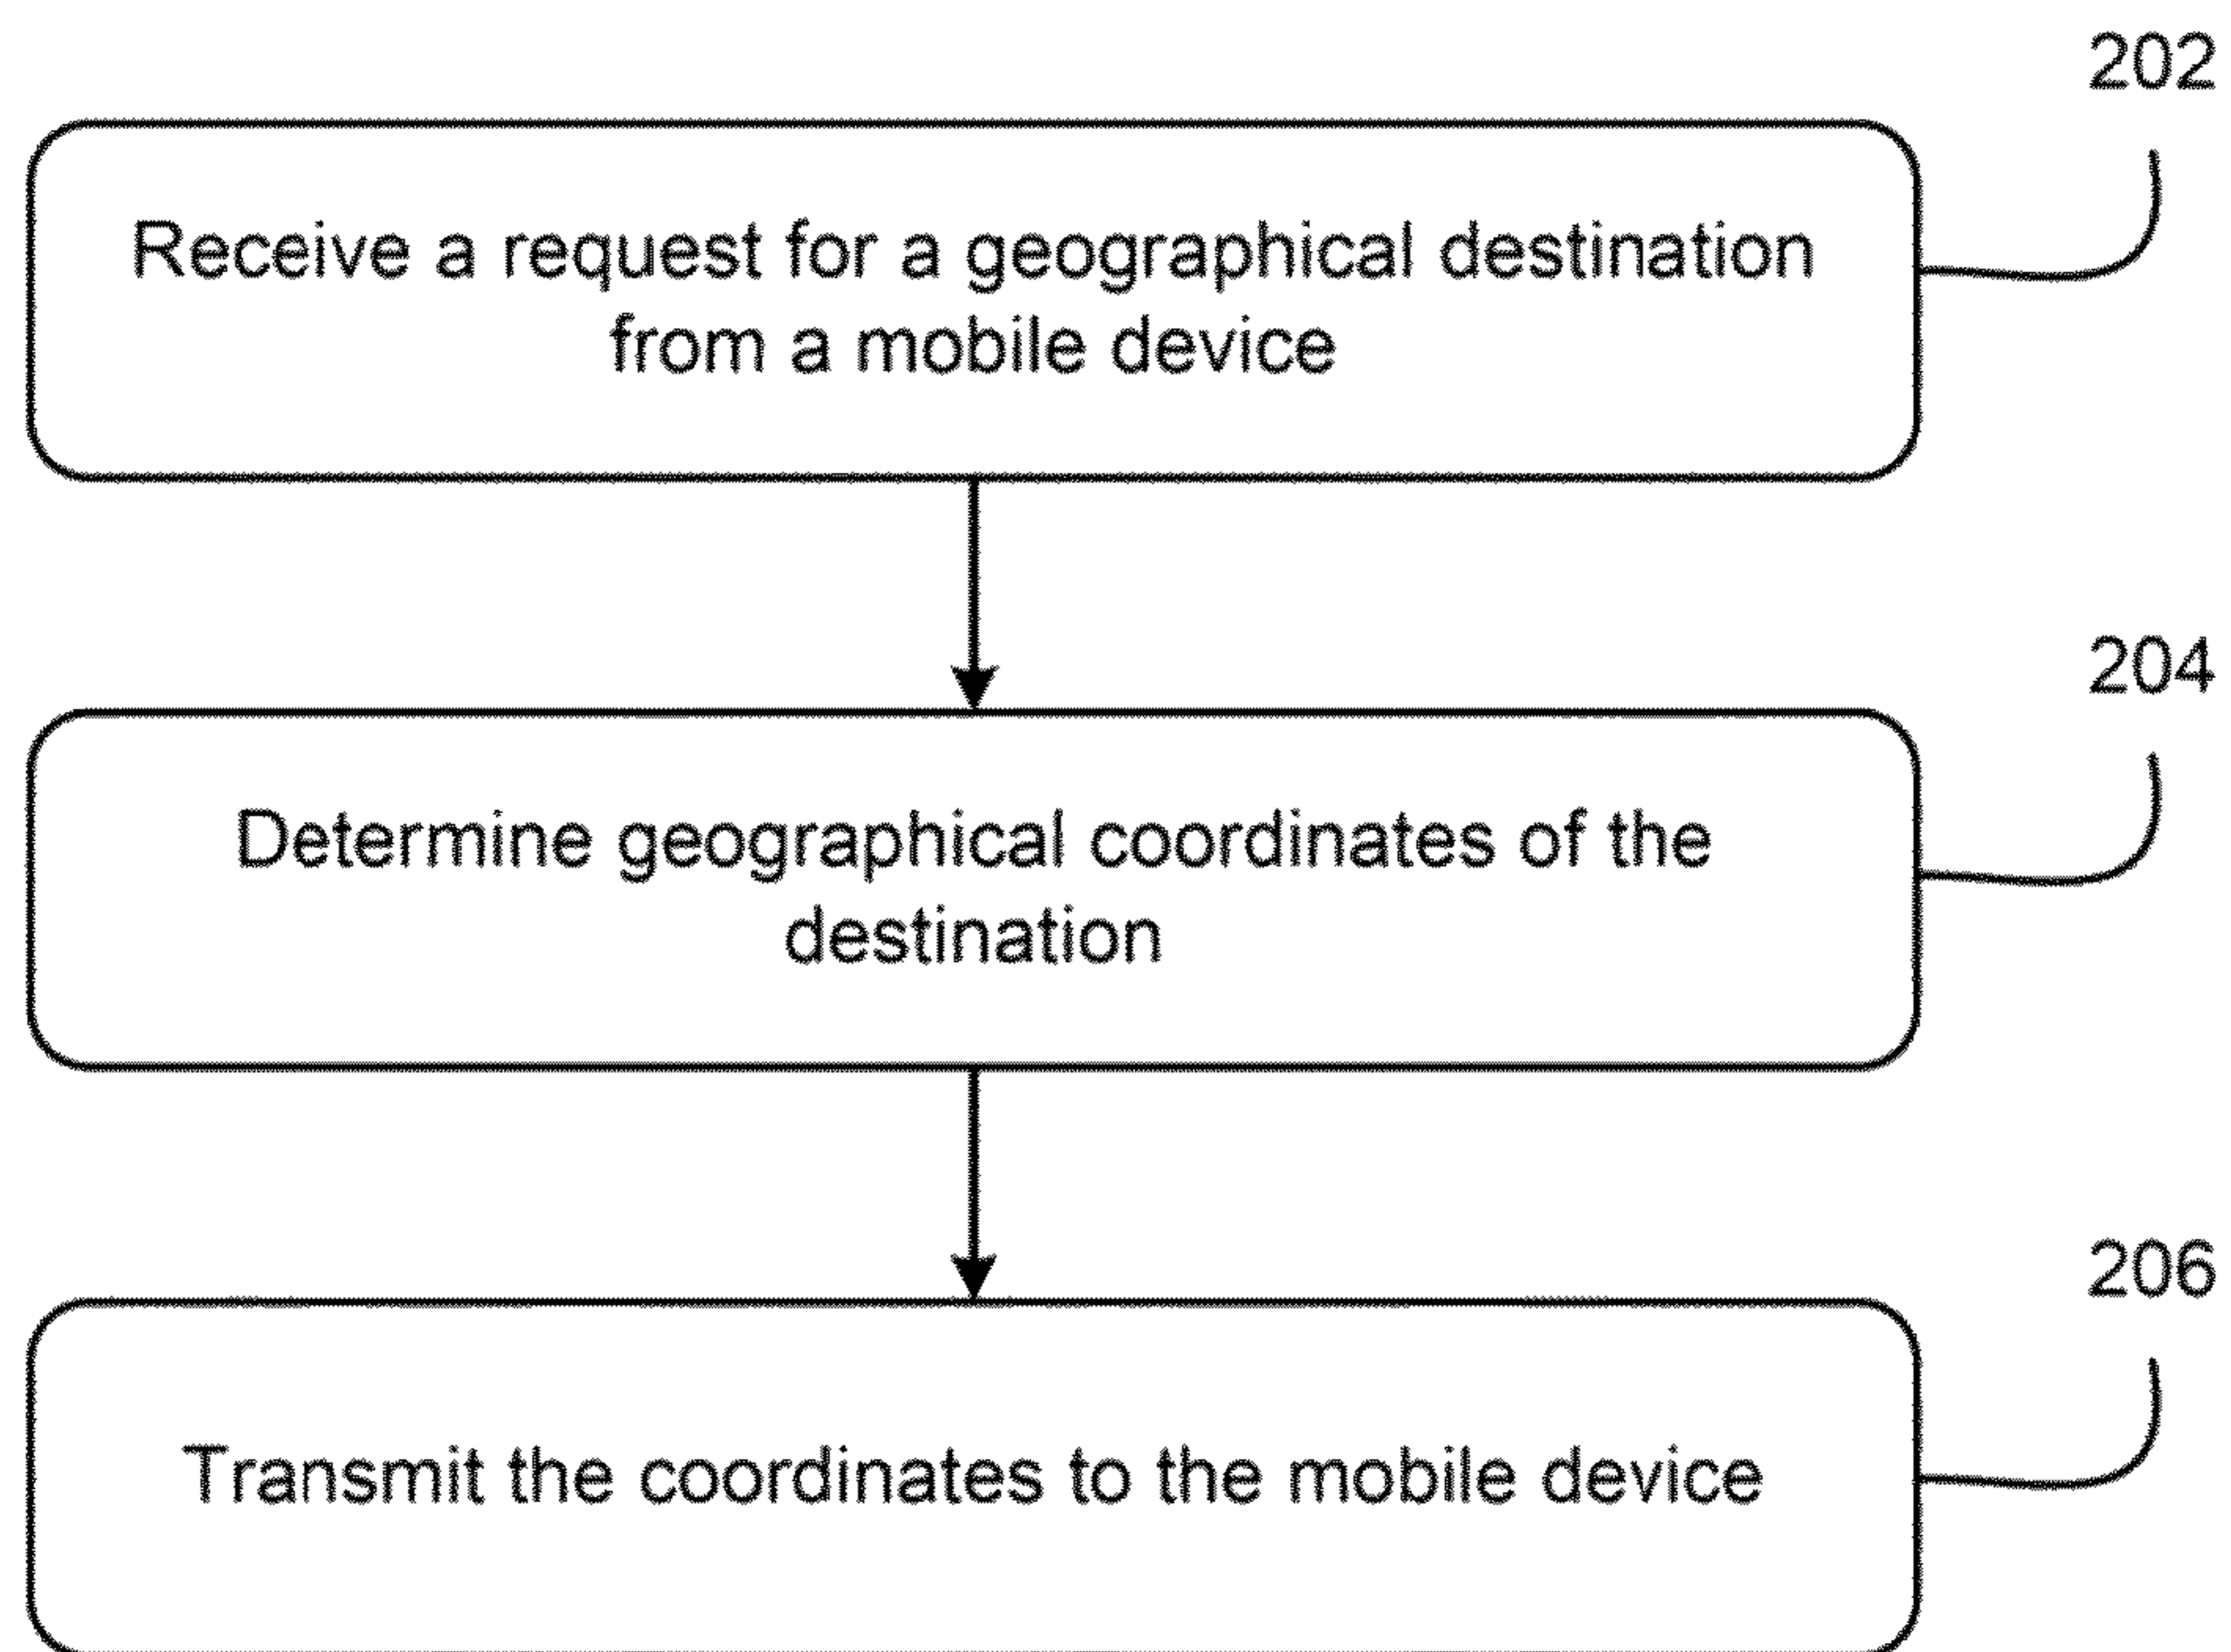 202
Receive a request for a geographical destination
from a mobile device
204
Determine geographical coordinates of the
destination
206
Transmit the coordinates to the mobile device